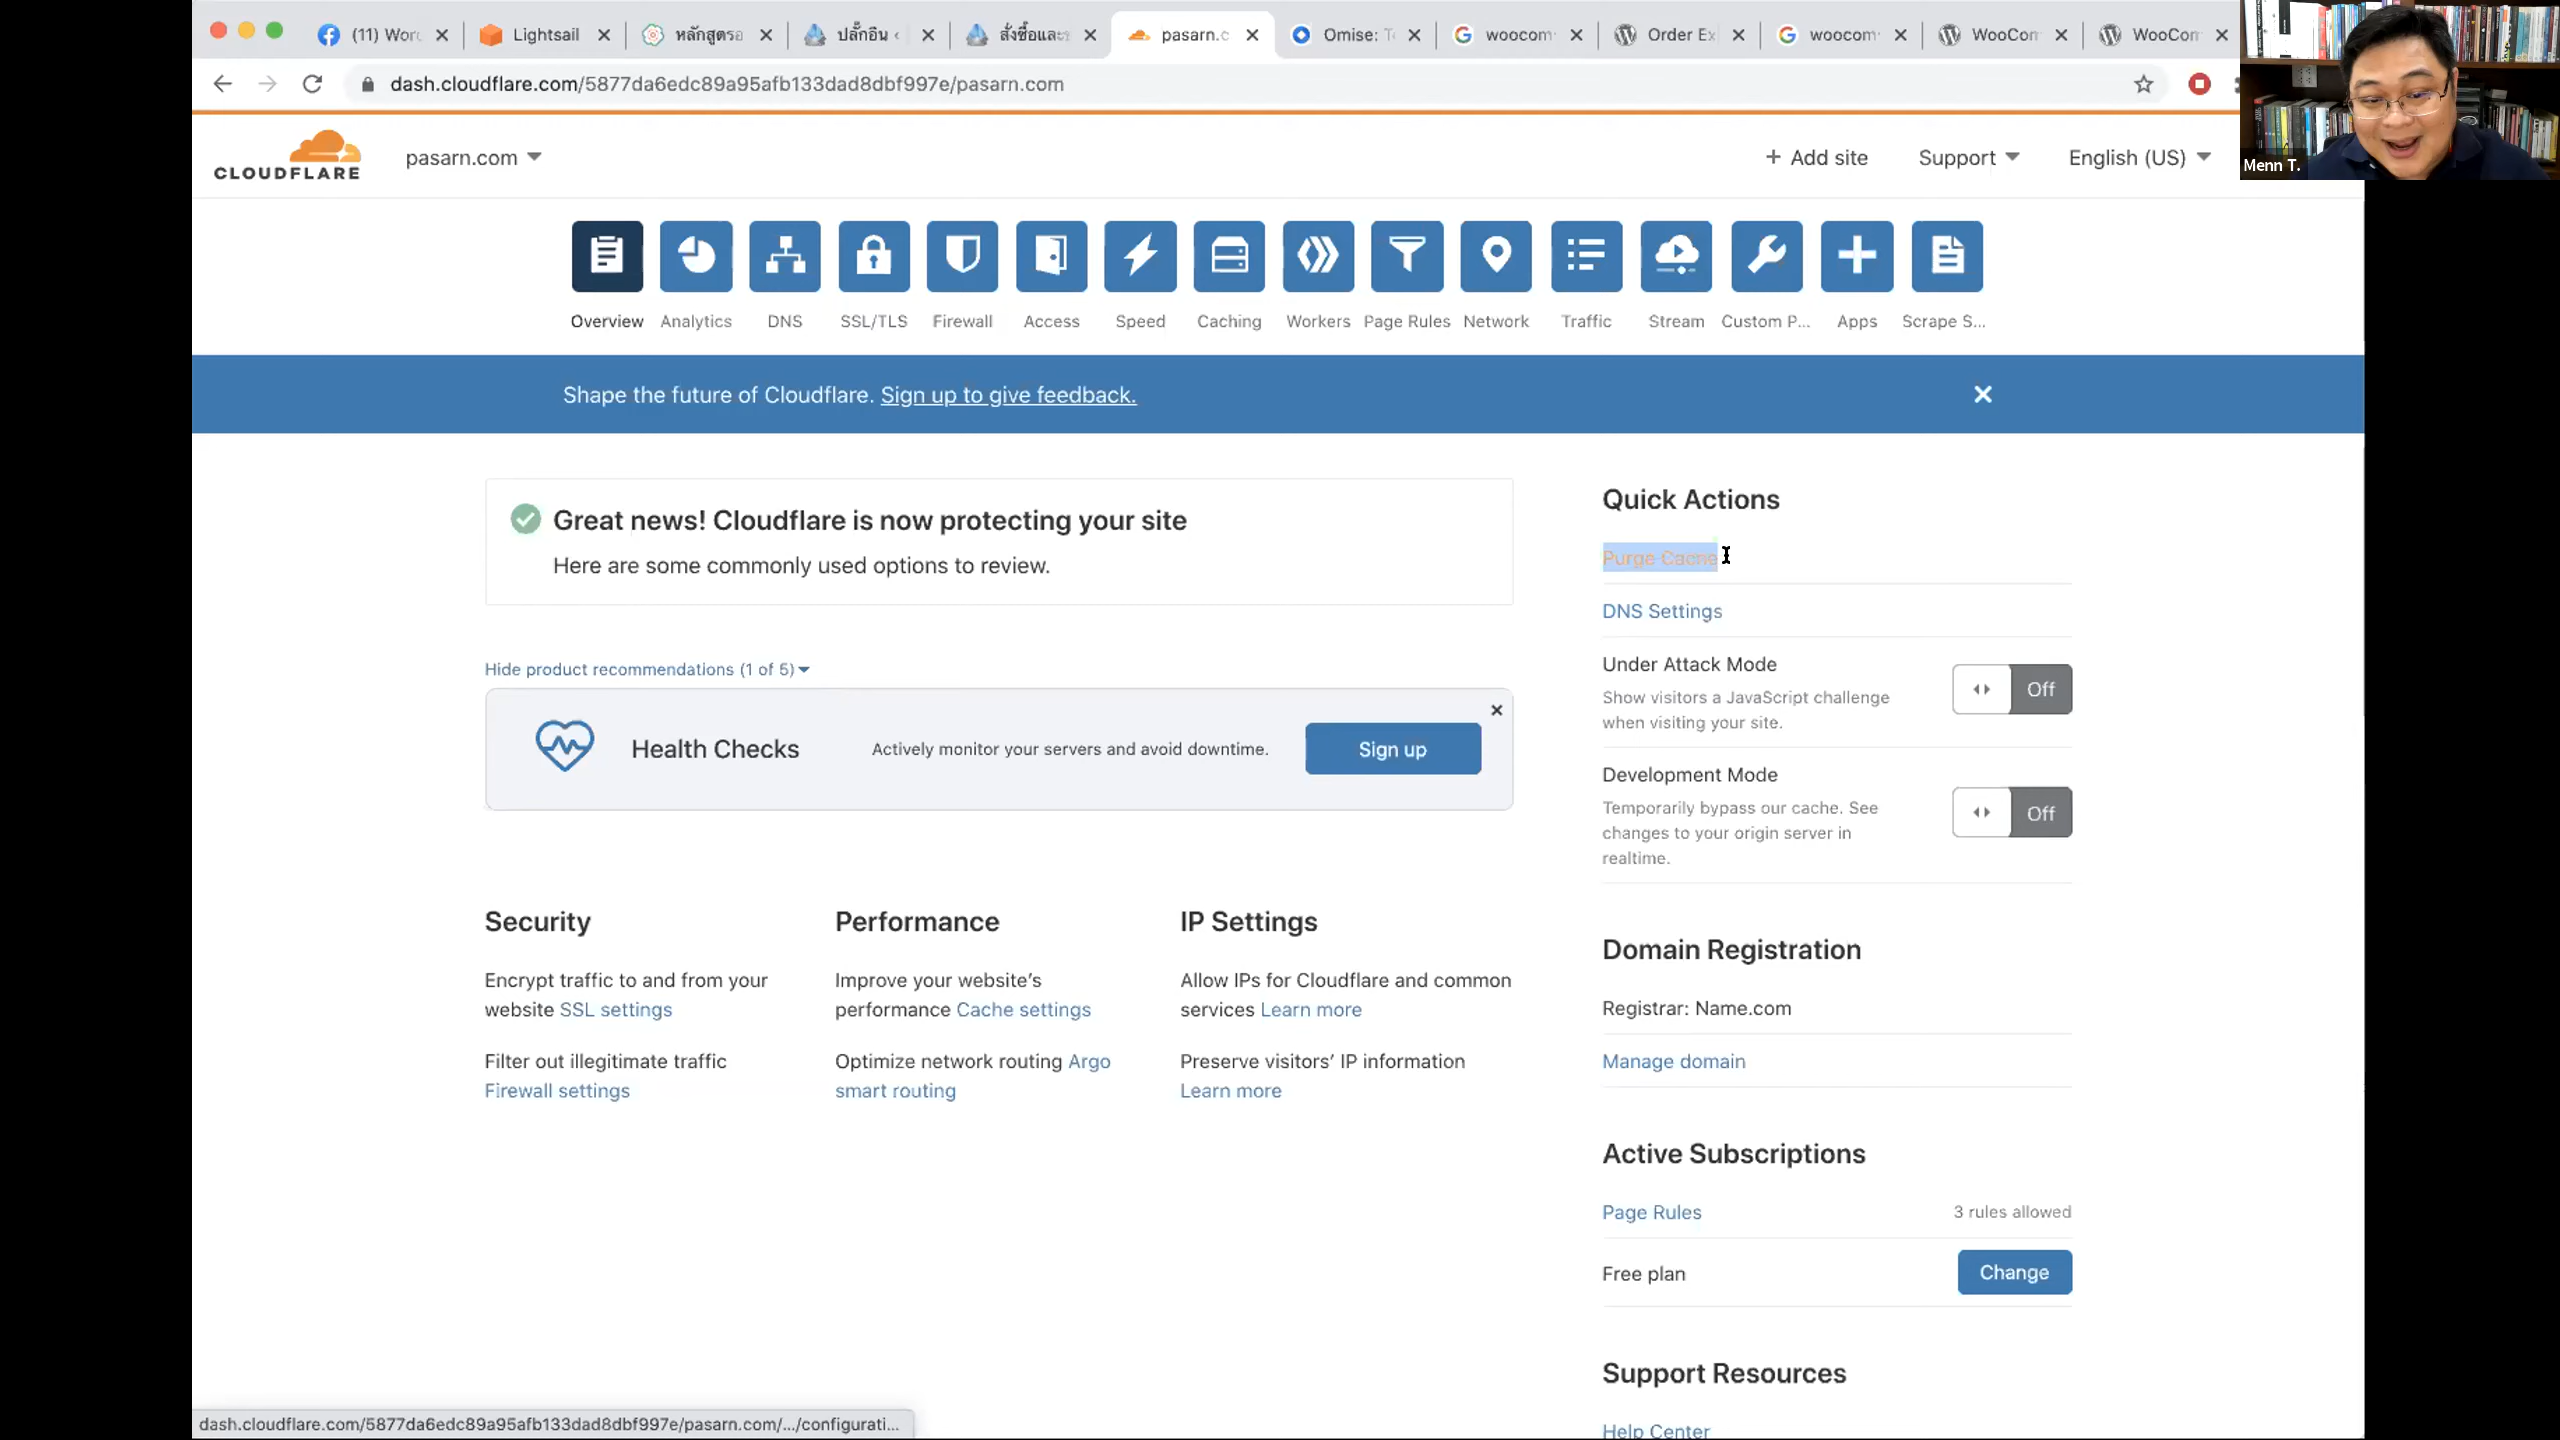 (11) Worc
Lightsail
หลักสูตรอ
ปลั๊กอิน ‹
สั่งซื้อและ
pasarn.c
Omise: T
woocom
Order Ex
woocom
WooCom
WooCom
dash.cloudflare.com/5877da6edc89a95afb133dad8dbf997e/pasarn.com
Menn T.
CLOUDFLARE
pasarn.com
+ Add site
Support
English (US)
Overview
Analytics
DNS
SSL/TLS
Firewall
Access
Speed
Caching
Workers
Page Rules
Network
Traffic
Stream
Custom P...
Apps
Scrape S...
Shape the future of Cloudflare. Sign up to give feedback.
Great news! Cloudflare is now protecting your site
Here are some commonly used options to review.
Hide product recommendations (1 of 5)
Health Checks
Actively monitor your servers and avoid downtime.
Sign up
Security
Encrypt traffic to and from your
website SSL settings
Filter out illegitimate traffic
Firewall settings
Performance
Improve your website's
performance Cache settings
Optimize network routing Argo
smart routing
IP Settings
Allow IPs for Cloudflare and common
services Learn more
Preserve visitors' IP information
Learn more
Quick Actions
Purge Cache
DNS Settings
Under Attack Mode
Show visitors a JavaScript challenge
when visiting your site.
Off
Development Mode
Temporarily bypass our cache. See
changes to your origin server in
realtime.
Off
Domain Registration
Registrar: Name.com
Manage domain
Active Subscriptions
Page Rules
3 rules allowed
Free plan
Change
Support Resources
Help Center
dash.cloudflare.com/5877da6edc89a95afb133dad8dbf997e/pasarn.com/.../configurati...